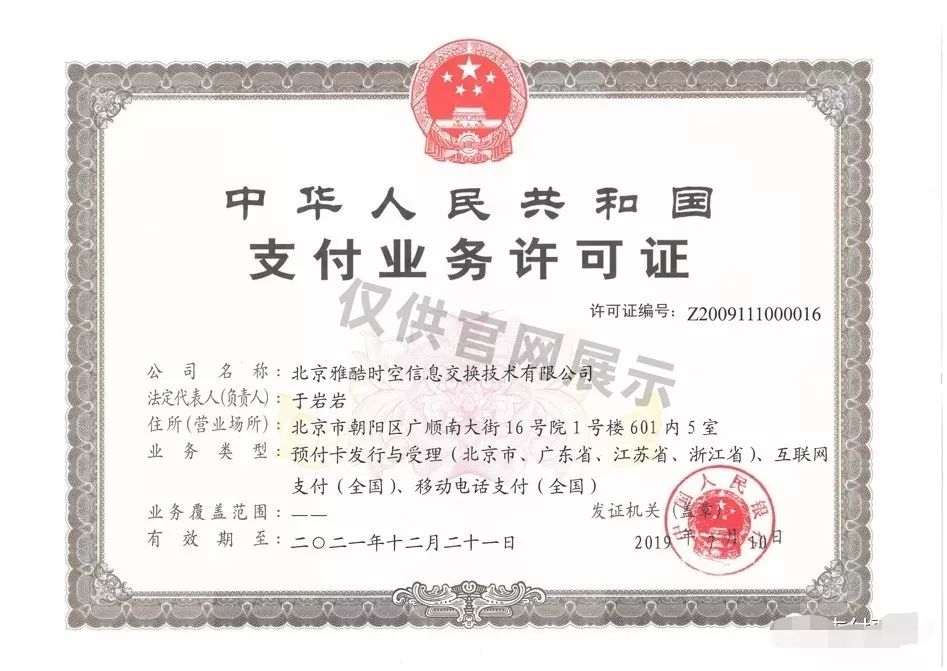 中华人民共和国
支付业务许可证
许可证编号：Z2009111000016
仅供官网展示
公司名称：北京雅酷时空信息交换技术有限公司
法定代表人(负责人)：于岩岩
住所(营业场所)：北京市朝阳区广顺南大街16号院1号楼601内5室
业务类型：预付卡发行与受理(北京市、广东省、江苏省、浙江省)、互联网
支付(全国)、移动电话支付(全国)
业务覆盖范围：——
发证机关(盖章)
中国人民银行
有效期至：二〇二一年十二月二十一日
2019年7月10日